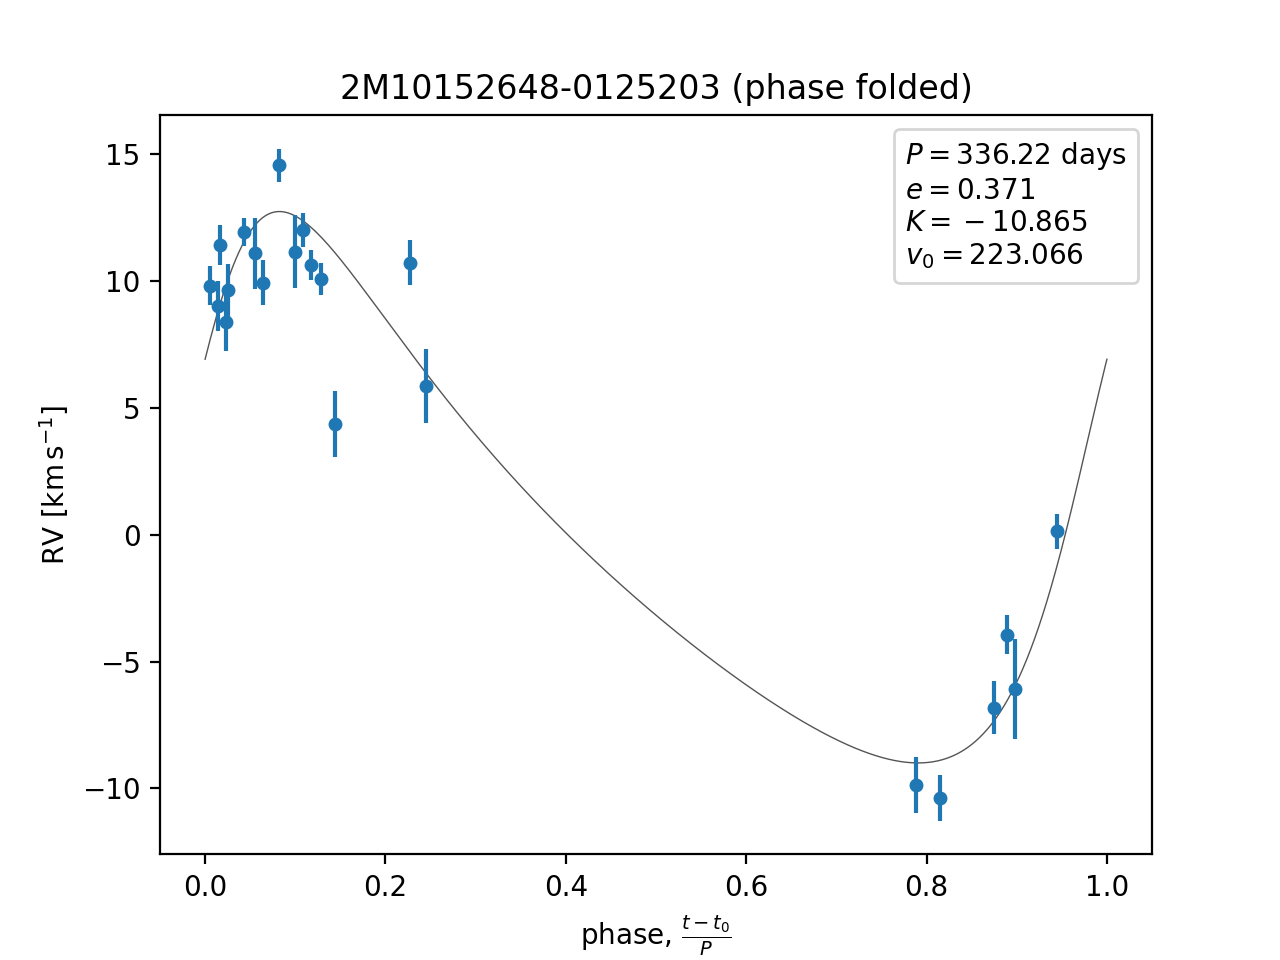 2M10152648-0125203 (phase folded)
P = 336.22 days
e = 0.371
K = −10.865
v₀ = 223.066
15
10
5
0
−5
−10
RV [km s⁻¹]
0.0 0.2 0.4 0.6 0.8 1.0
phase, (t − t₀)/P